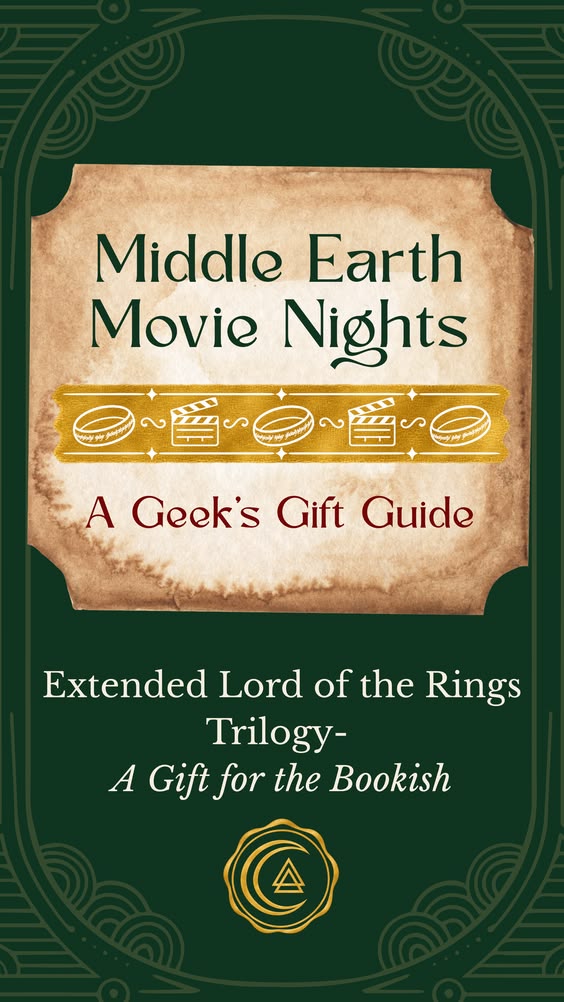 Middle Earth
Movie Nights
A Geek's Gift Guide
Extended Lord of the Rings
Trilogy-
A Gift for the Bookish